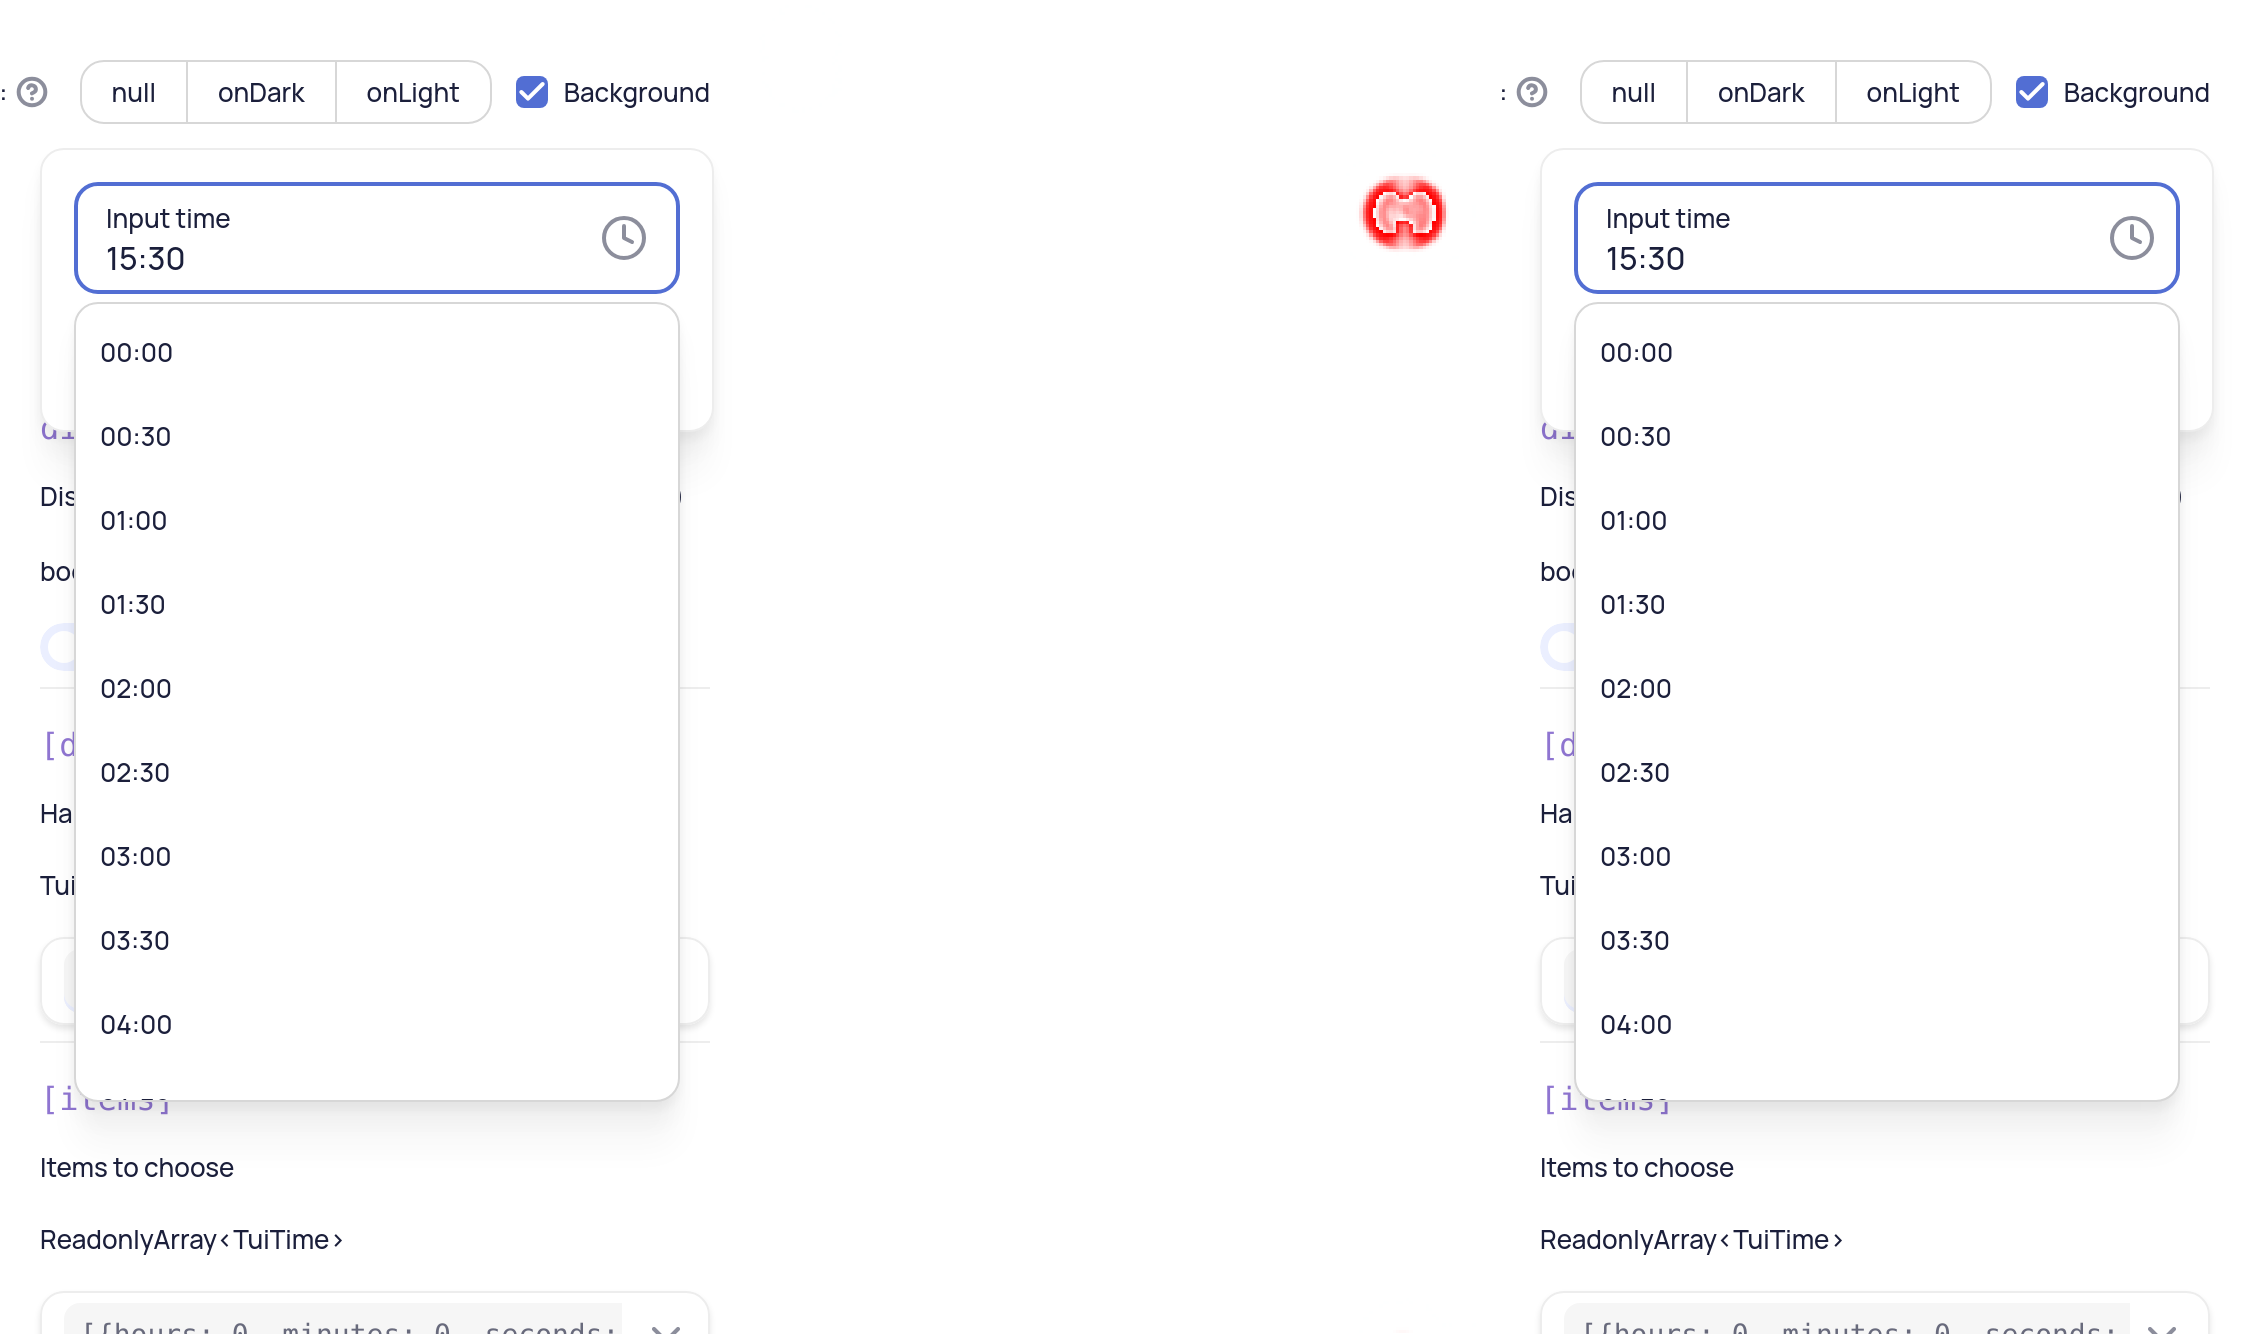 : null onDark onLight Background
Input time
15:30
00:00
00:30
01:00
Dis
01:30
02:00
[d
02:30
Ha
03:00
Tui
03:30
04:00
[items]
Items to choose
ReadonlyArray<TuiTime>
[{hours: 0, minutes: 0, seconds:
: null onDark onLight Background
Input time
15:30
00:00
00:30
01:00
Dis
01:30
02:00
[d
02:30
Ha
03:00
Tui
03:30
04:00
[items]
Items to choose
ReadonlyArray<TuiTime>
[{hours: 0, minutes: 0, seconds: